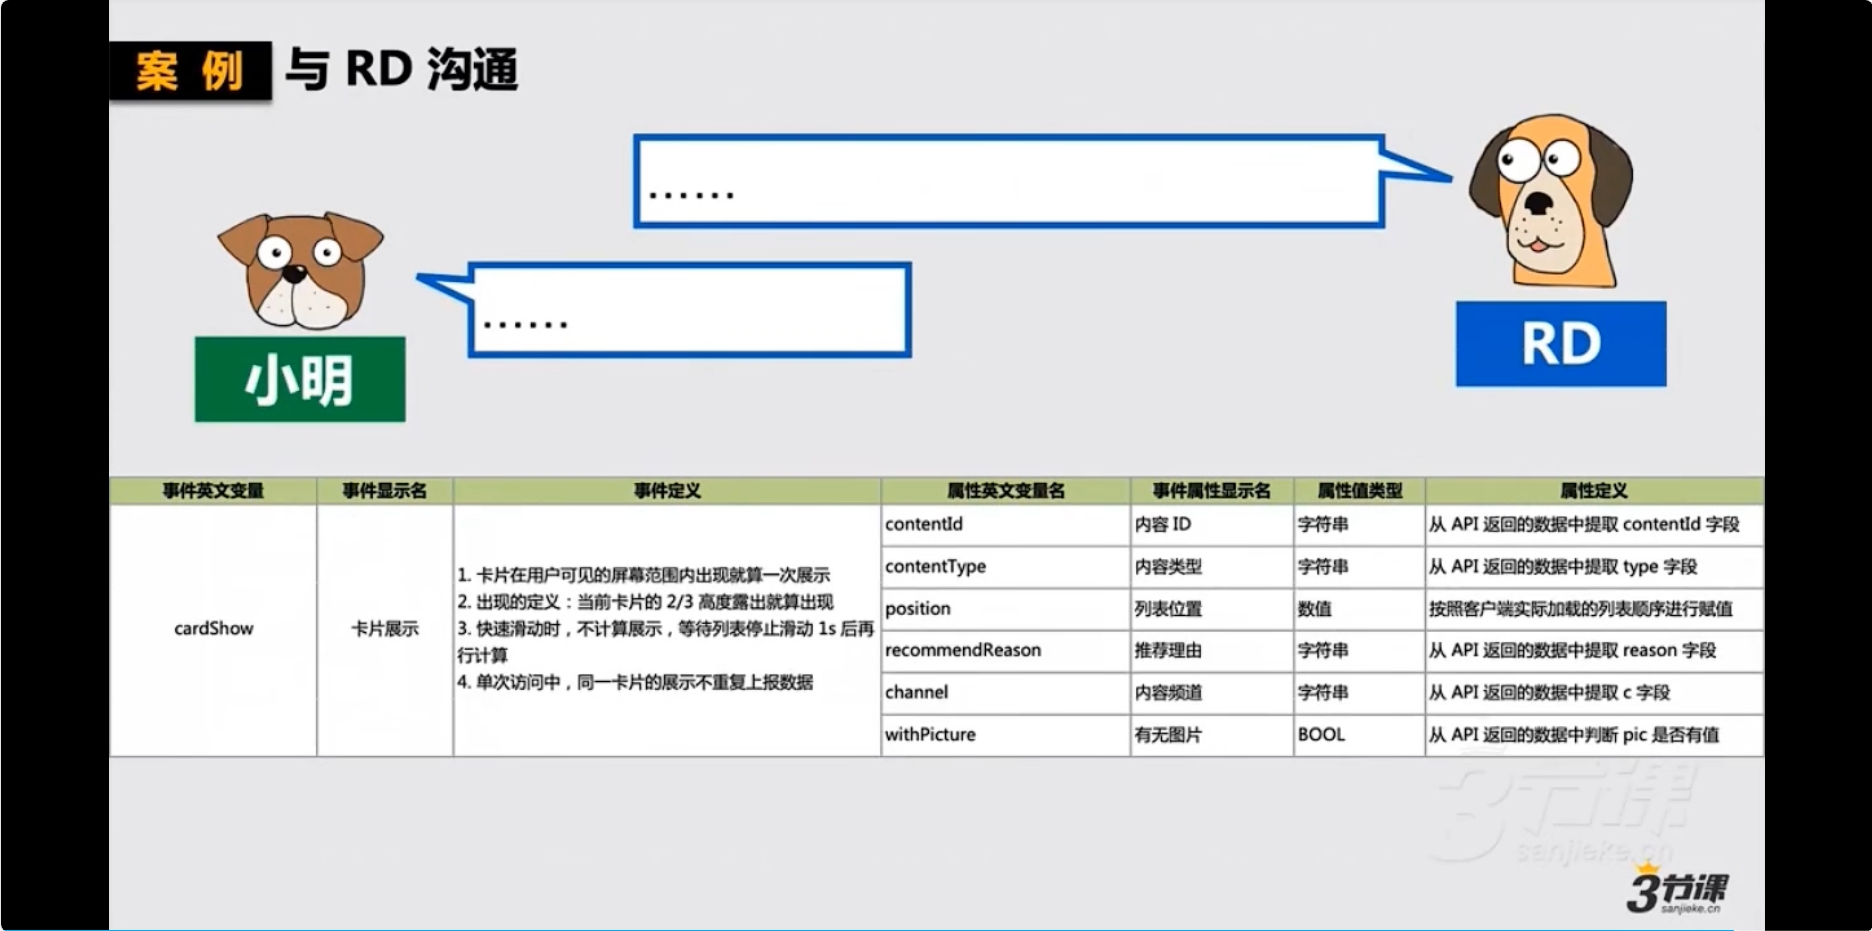 案 例 与 RD 沟通
......
......
小明
RD
事件英文变量 事件显示名 事件定义 属性英文变量名 事件属性显示名 属性值类型 属性定义
cardShow 卡片展示
1. 卡片在用户可见的屏幕范围内出现就算一次展示
2. 出现的定义：当前卡片的 2/3 高度露出就算出现
3. 快速滑动时，不计算展示，等待列表停止滑动 1s 后再
行计算
4. 单次访问中，同一卡片的展示不重复上报数据
contentId 内容 ID 字符串 从 API 返回的数据中提取 contentId 字段
contentType 内容类型 字符串 从 API 返回的数据中提取 type 字段
position 列表位置 数值 按照客户端实际加载的列表顺序进行赋值
recommendReason 推荐理由 字符串 从 API 返回的数据中提取 reason 字段
channel 内容频道 字符串 从 API 返回的数据中提取 c 字段
withPicture 有无图片 BOOL 从 API 返回的数据中判断 pic 是否有值
3节课
sanjieke.cn
3节课
sanjieke.cn